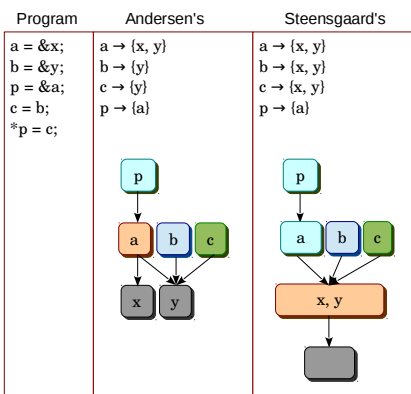 Program
Andersen's
Steensgaard's
a = &x;
b = &y;
p = &a;
c = b;
*p = c;
a → {x, y}
b → {y}
c → {y}
p → {a}
a → {x, y}
b → {x, y}
c → {x, y}
p → {a}
p
a b c
x y
p
a b c
x, y